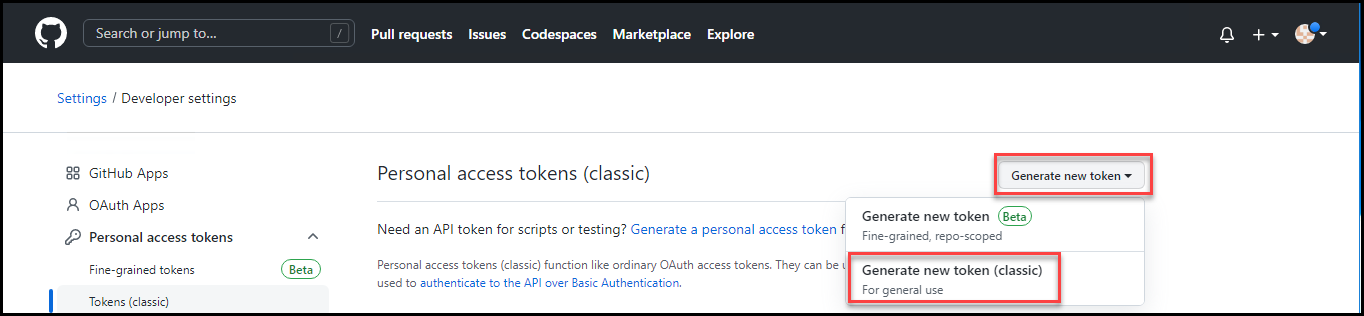 Search or jump to... /
Pull requests Issues Codespaces Marketplace Explore
Settings / Developer settings
GitHub Apps
OAuth Apps
Personal access tokens
Fine-grained tokens Beta
Tokens (classic)
Personal access tokens (classic)
Generate new token
Generate new token Beta
Fine-grained, repo-scoped
Generate new token (classic)
For general use
Need an API token for scripts or testing? Generate a personal access token
Personal access tokens (classic) function like ordinary OAuth access tokens. They can be
used to authenticate to the API over Basic Authentication.